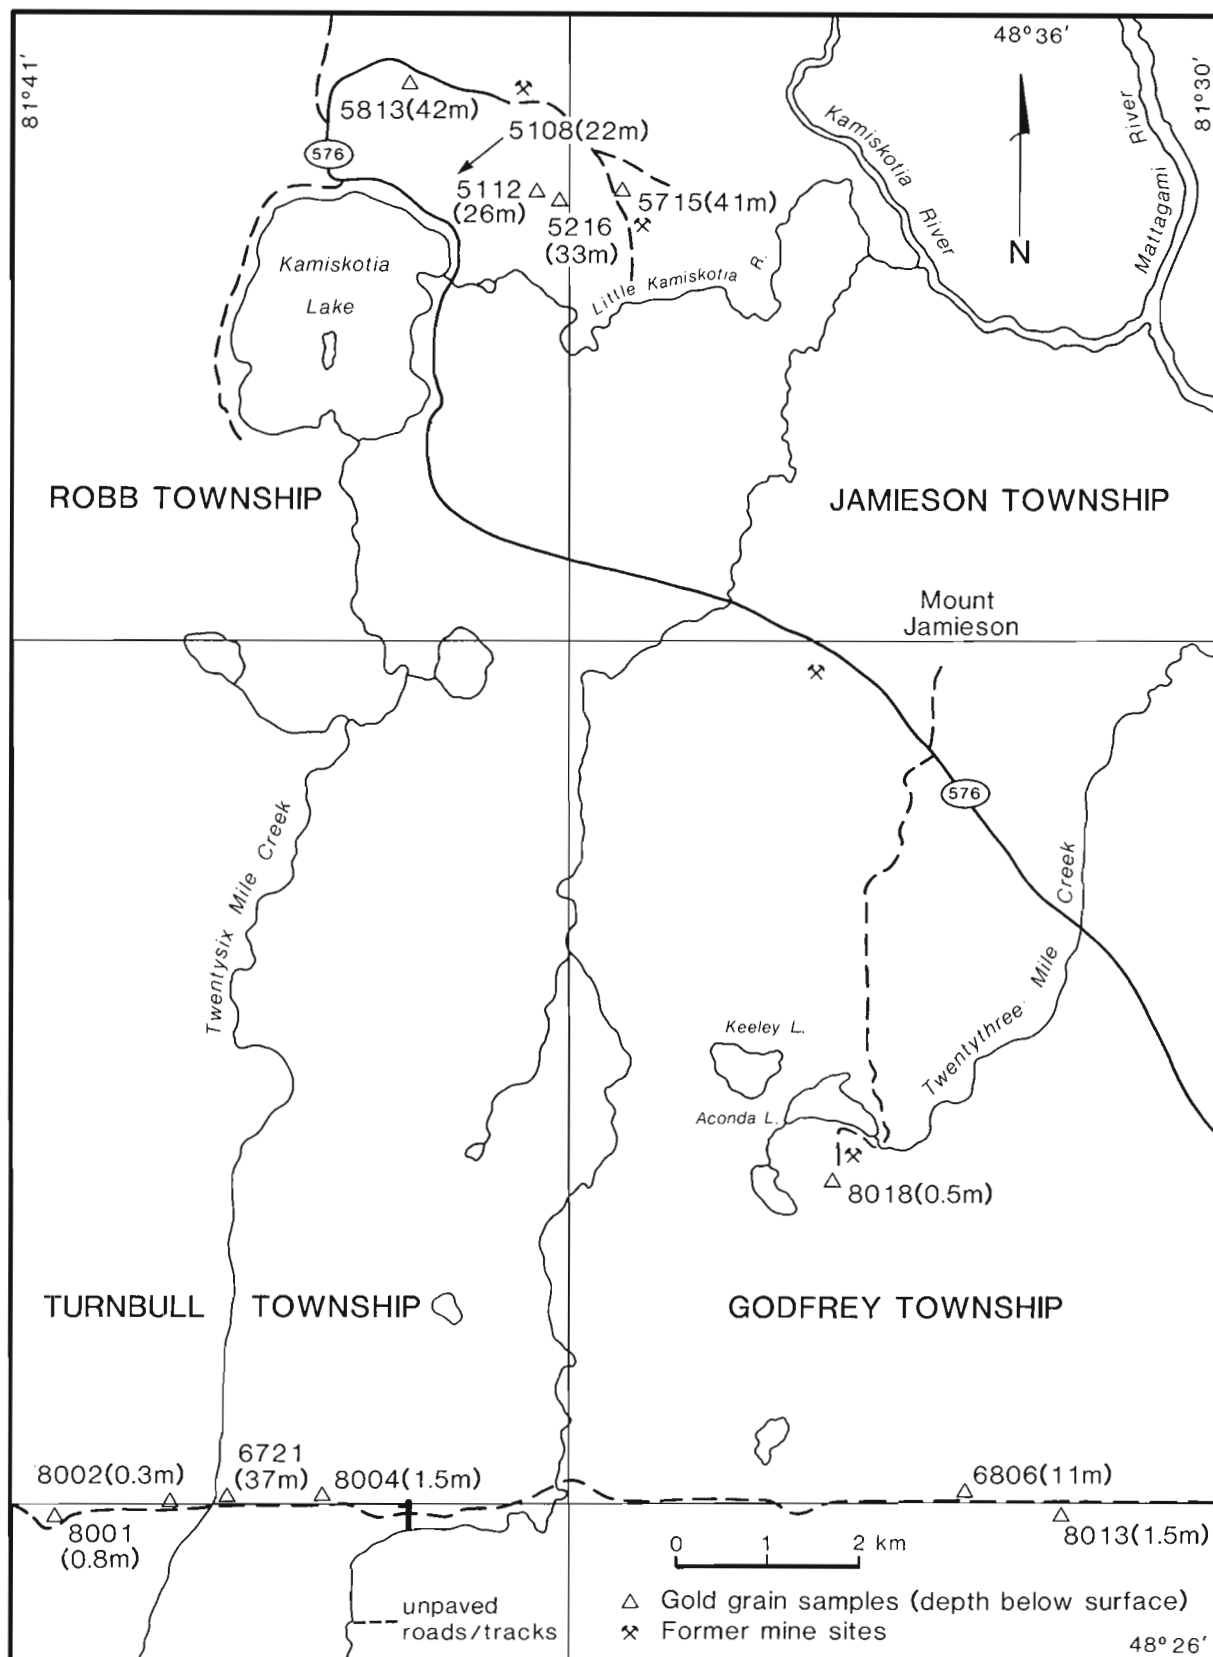 81°41′
48°36′
81°30′
5813(42m)
5108(22m)
576
5112
(26m)
5216
(33m)
5715(41m)
Kamiskotia
River
Mattagami
River
N
Kamiskotia
Lake
Little Kamiskotia R.
ROBB TOWNSHIP
JAMIESON TOWNSHIP
Mount
Jamieson
576
Twentysix Mile Creek
Twentythree Mile Creek
Keeley L.
Aconda L.
8018(0.5m)
TURNBULL TOWNSHIP
GODFREY TOWNSHIP
8002(0.3m)
6721
(37m)
8004(1.5m)
6806(11m)
8001
(0.8m)
8013(1.5m)
0 1 2 km
unpaved
roads/tracks
Gold grain samples (depth below surface)
Former mine sites
48°26′